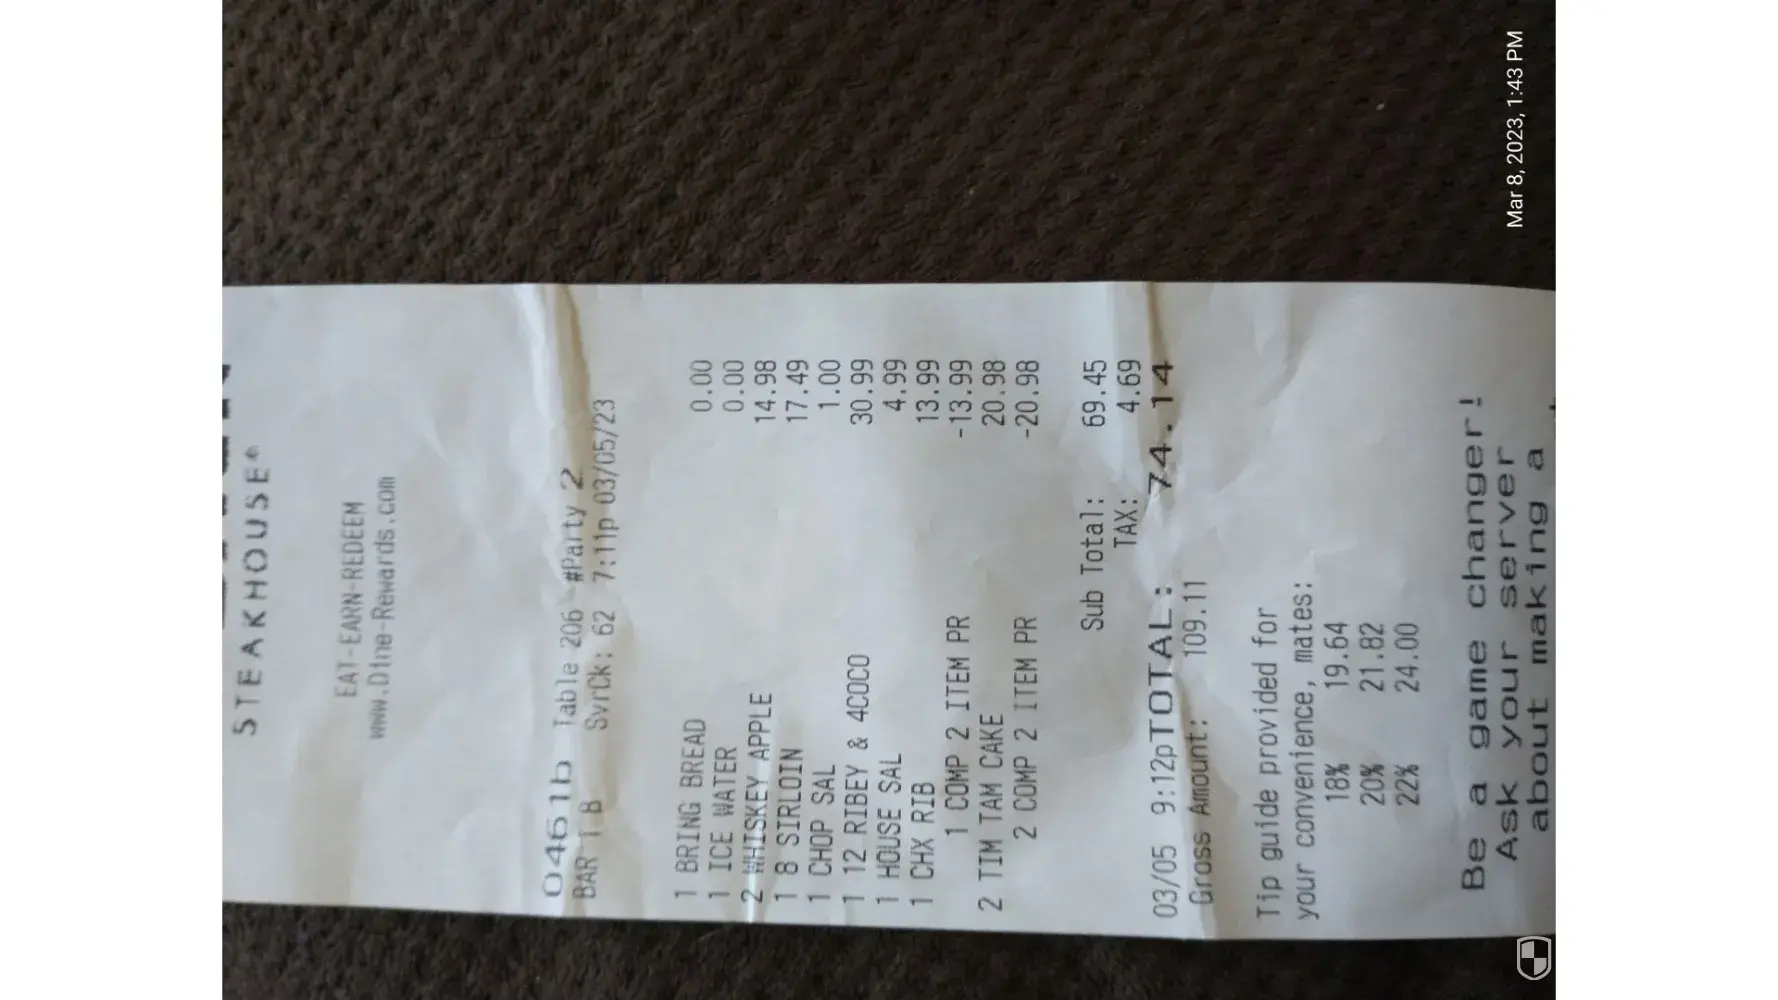 STEAKHOUSE®
EAT-EARN-REDEEM
www.Dine-Rewards.com
0461b Table 206 #Party 2
BAR T B SvrCk: 62 7:11p 03/05/23
1 BRING BREAD 0.00
1 ICE WATER 0.00
2 WHISKEY APPLE 14.98
1 8 SIRLOIN 17.49
1 CHOP SAL 1.00
1 12 RIBEY & 4COCO 30.99
1 HOUSE SAL 4.99
1 CHX RIB 13.99
1 COMP 2 ITEM PR -13.99
2 TIM TAM CAKE 20.98
2 COMP 2 ITEM PR -20.98
Sub Total: 69.45
TAX: 4.69
03/05 9:12pTOTAL: 74.14
Gross Amount: 109.11
Tip guide provided for
your convenience, mates:
18% 19.64
20% 21.82
22% 24.00
Be a game changer!
Ask your server
about making a
Mar 8, 2023, 1:43 PM